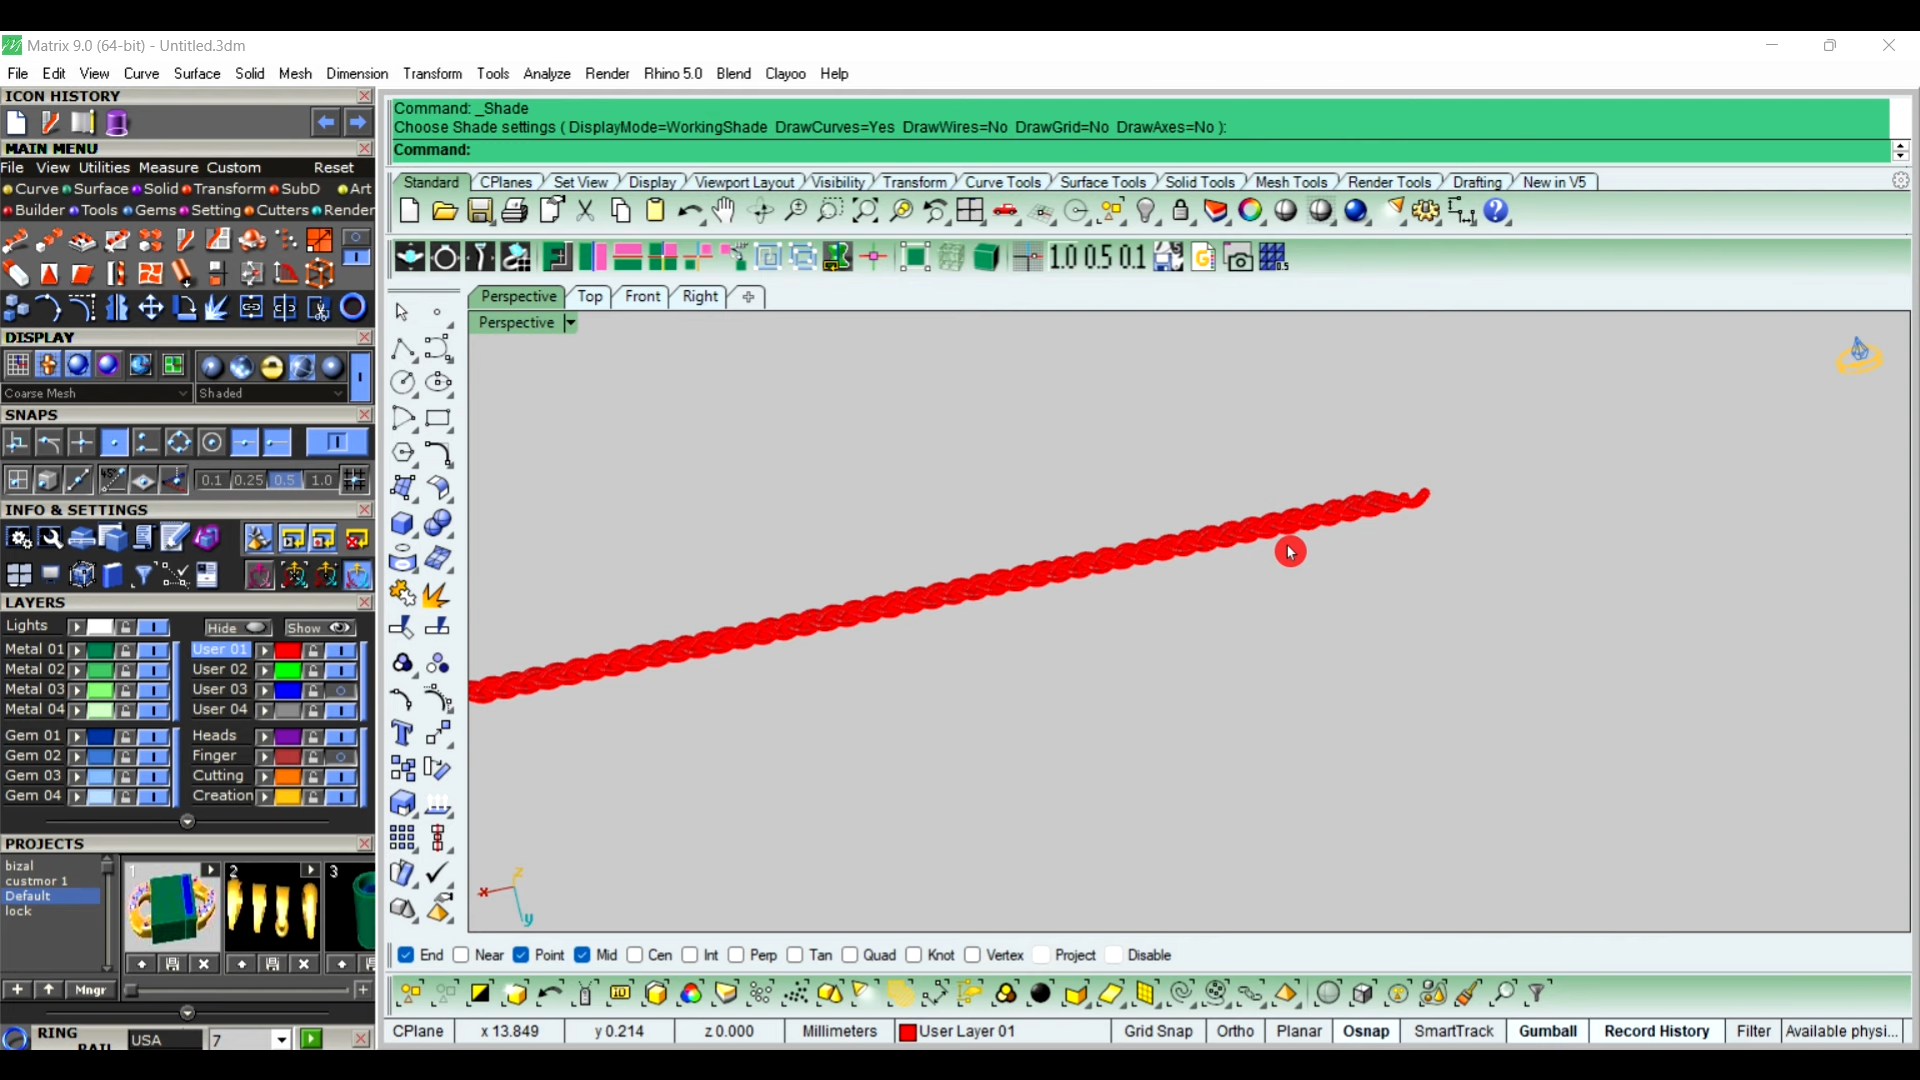 Matrix 9.0 (64-bit) - Untitled.3dm
File Edit View Curve Surface Solid Mesh Dimension Transform Tools Analyze Render Rhino 5.0 Blend Clayoo Help
ICON HISTORY
MAIN MENU
File View Utilities Measure Custom Reset
Curve Surface Solid Transform SubD Art
Builder Tools Gems Setting Cutters Render
DISPLAY
Coarse Mesh Shaded
SNAPS
0.1 0.25 0.5 1.0
INFO & SETTINGS
LAYERS
Lights Hide Show
Metal 01 User 01
Metal 02 User 02
Metal 03 User 03
Metal 04 User 04
Gem 01 Heads
Gem 02 Finger
Gem 03 Cutting
Gem 04 Creation
PROJECTS
bizal
custmor 1
Default
lock
1 2 3
Mngr
RING
RAIL
USA 7
Command: _Shade
Choose Shade settings ( DisplayMode=WorkingShade DrawCurves=Yes DrawWires=No DrawGrid=No DrawAxes=No ):
Command:
Standard CPlanes Set View Display Viewport Layout Visibility Transform Curve Tools Surface Tools Solid Tools Mesh Tools Render Tools Drafting New in V5
1.0 0.5 0.1
Perspective Top Front Right
Perspective
z
x
y
End Near Point Mid Cen Int Perp Tan Quad Knot Vertex Project Disable
CPlane x 13.849 y 0.214 z 0.000 Millimeters User Layer 01 Grid Snap Ortho Planar Osnap SmartTrack Gumball Record History Filter Available physi...